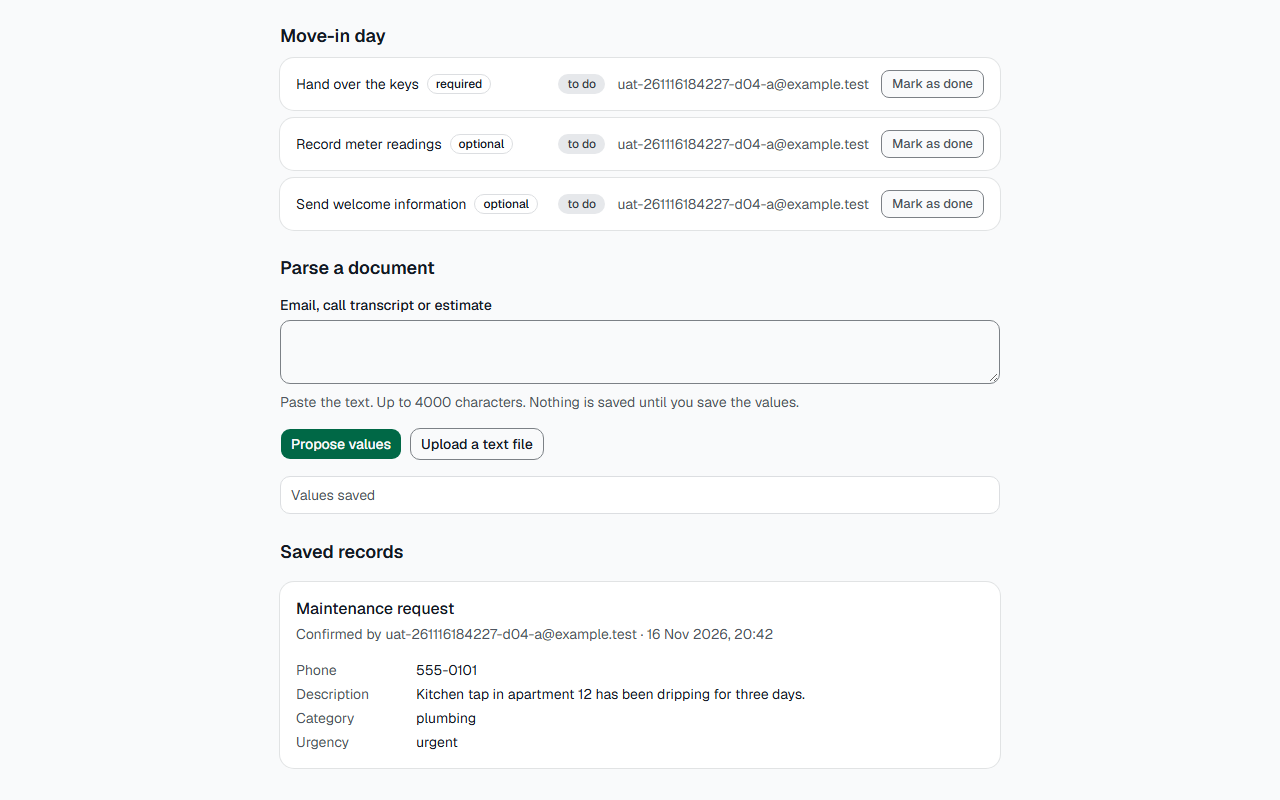 Move-in day
Hand over the keys required to do uat-261116184227-d04-a@example.test Mark as done
Record meter readings optional to do uat-261116184227-d04-a@example.test Mark as done
Send welcome information optional to do uat-261116184227-d04-a@example.test Mark as done
Parse a document
Email, call transcript or estimate
Paste the text. Up to 4000 characters. Nothing is saved until you save the values.
Propose values Upload a text file
Values saved
Saved records
Maintenance request
Confirmed by uat-261116184227-d04-a@example.test · 16 Nov 2026, 20:42
Phone 555-0101
Description Kitchen tap in apartment 12 has been dripping for three days.
Category plumbing
Urgency urgent